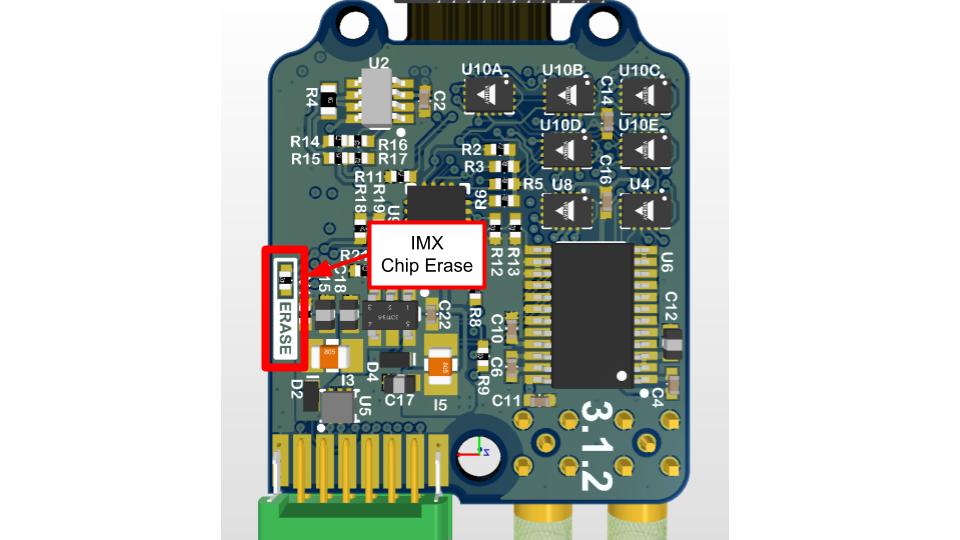 U2
U10A
U10B
U10C
R4
C2
C14
U10D
U10E
R14
R16
R15
R17
R2
R3
R11
R5
C16
U8
U4
R18
R19
R6
IMX
Chip Erase
R12
R13
U6
C18
ERASE
C22
R8
C10
C12
D4
C6
I3
R9
D2
C17
I5
U5
C11
C4
3.1.2
Z